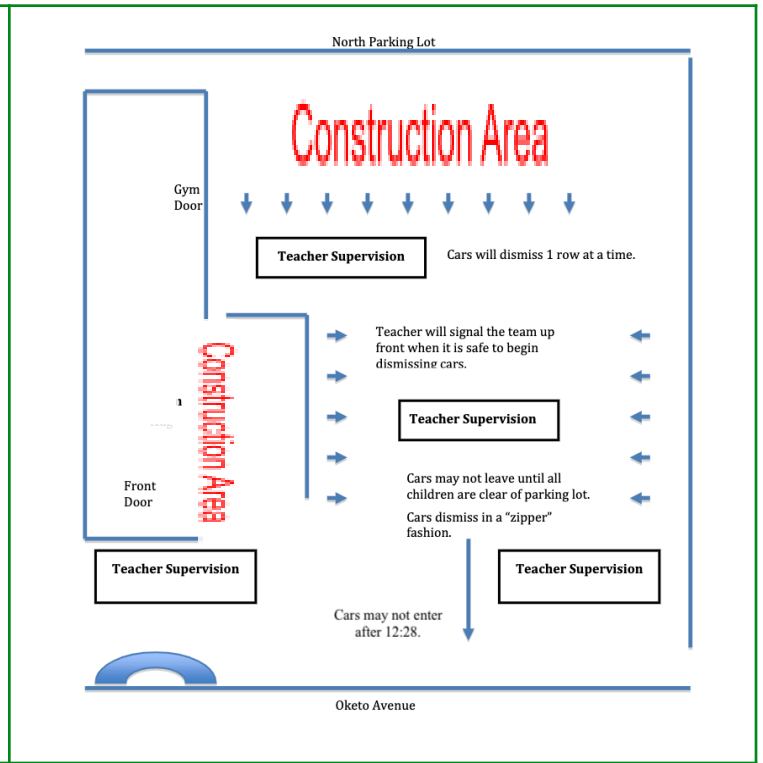 North Parking Lot
Construction Area
Gym
Door
Teacher Supervision
Cars will dismiss 1 row at a time.
Teacher will signal the team up
front when it is safe to begin
dismissing cars.
Construction Area
Teacher Supervision
Front
Door
Cars may not leave until all
children are clear of parking lot.
Cars dismiss in a “zipper”
fashion.
Teacher Supervision
Teacher Supervision
Cars may not enter
after 12:28.
Oketo Avenue